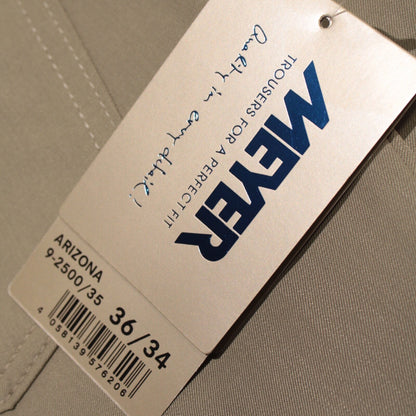 MEYER
TROUSERS FOR A PERFECT FIT
Quality in every detail!
ARIZONA
9-2500/35
36/34
4 058139 576206